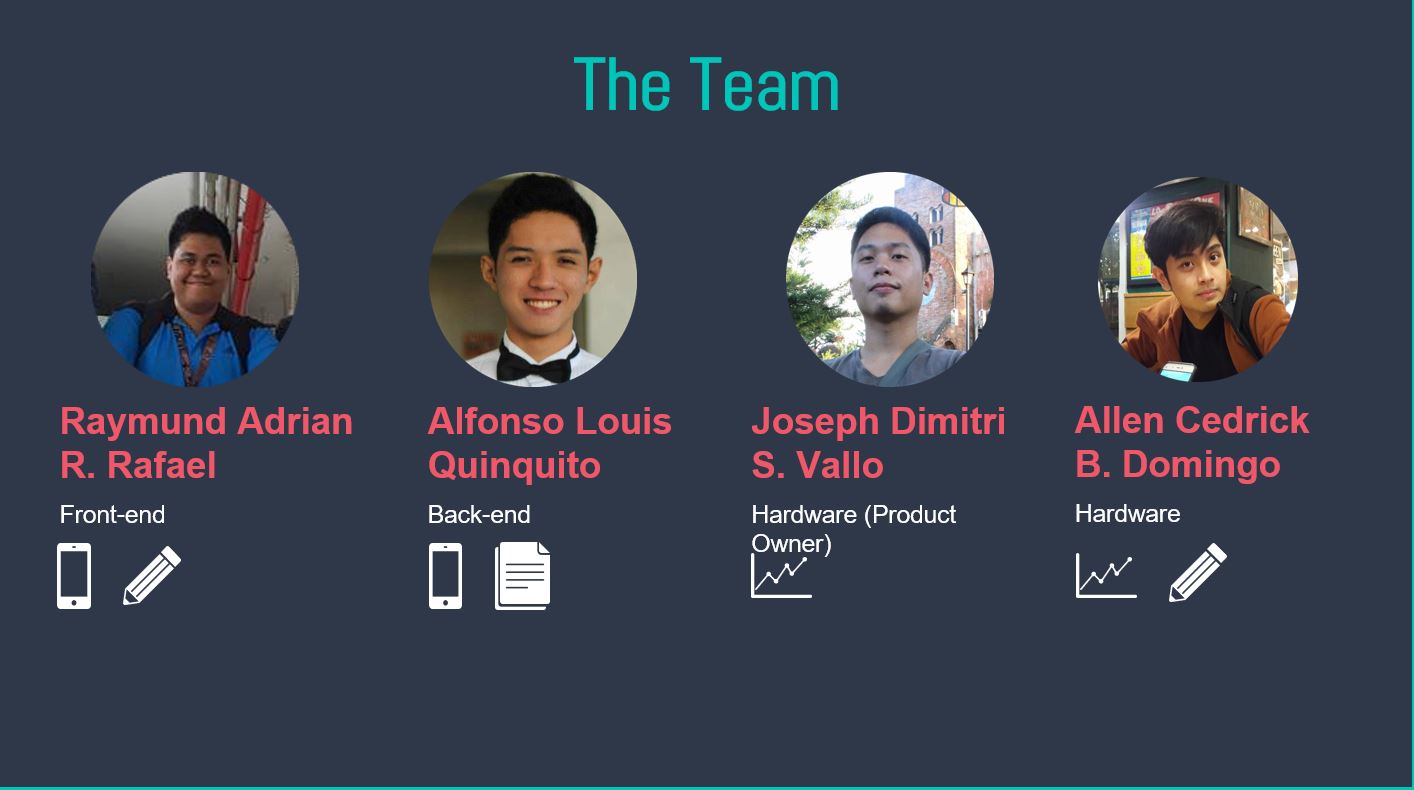 The Team
Raymund Adrian
R. Rafael
Front-end
Alfonso Louis
Quinquito
Back-end
Joseph Dimitri
S. Vallo
Hardware (Product
Owner)
Allen Cedrick
B. Domingo
Hardware